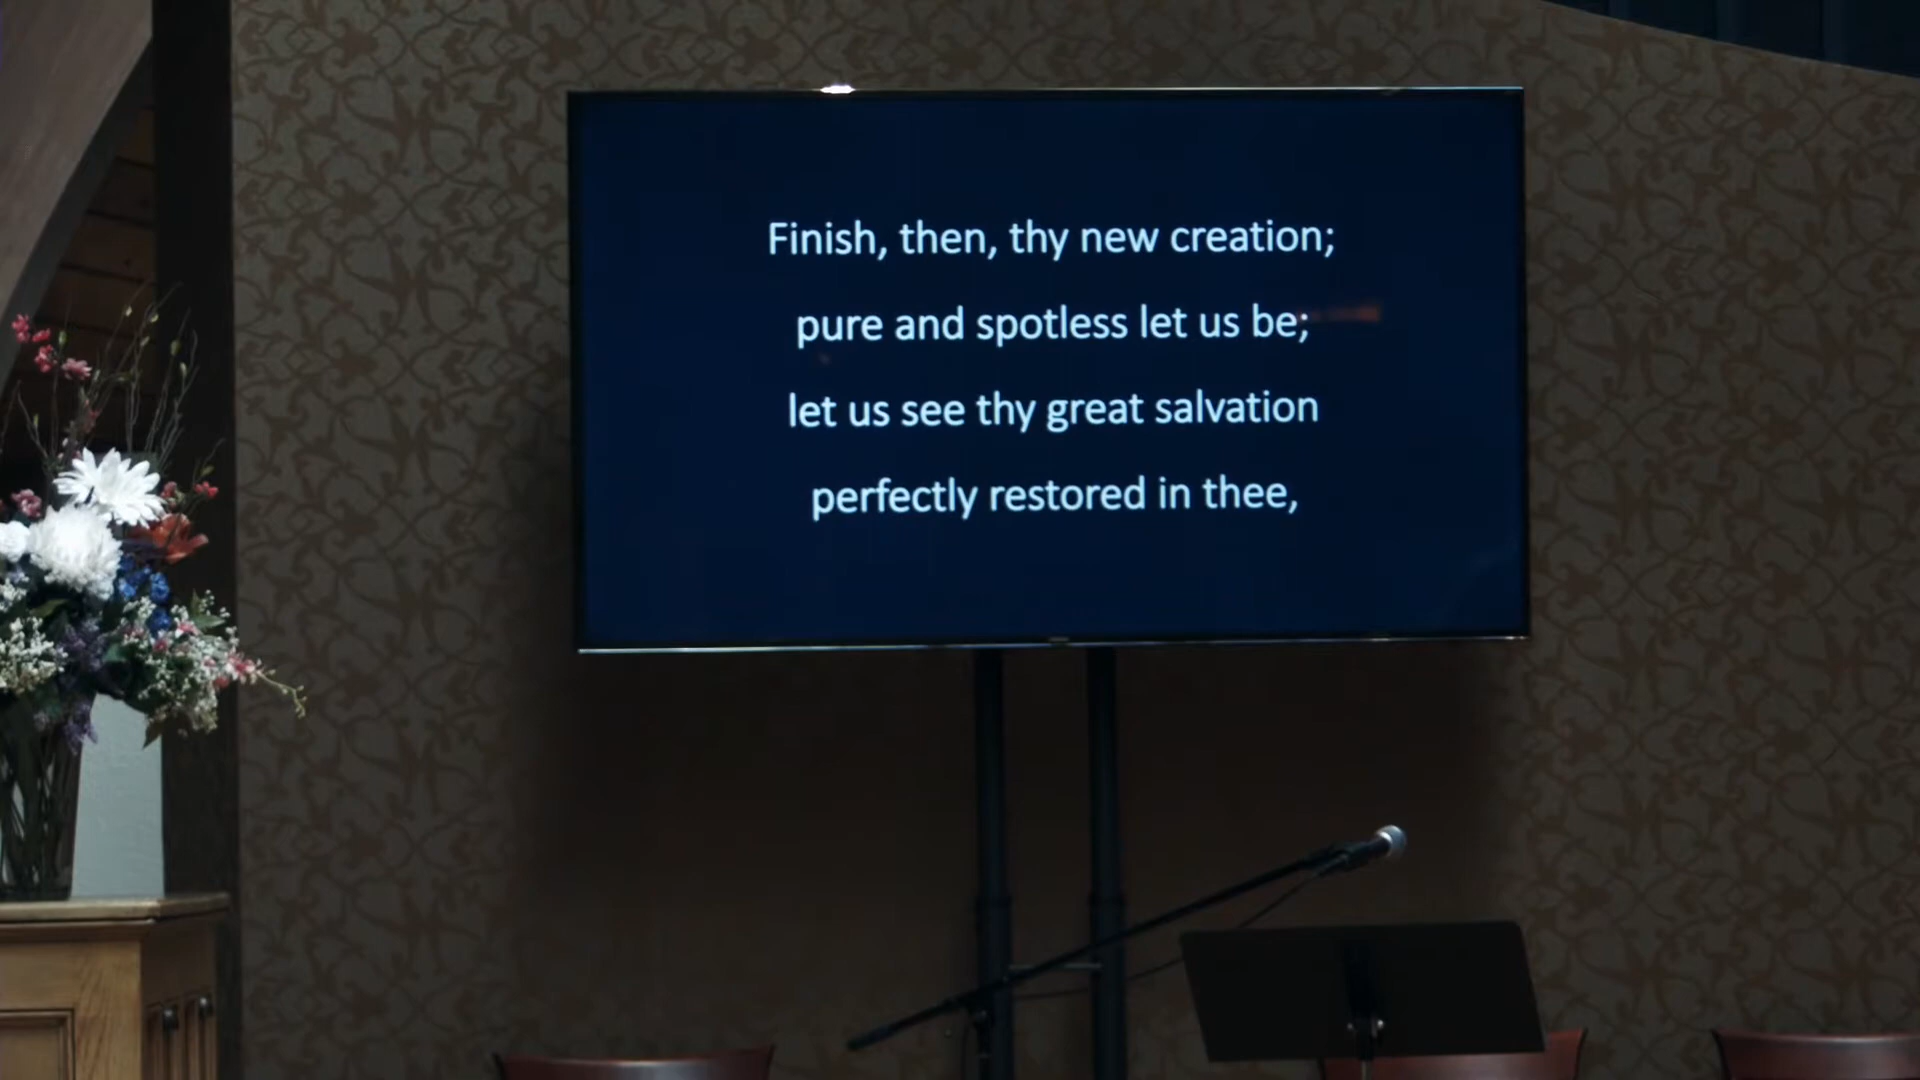 Finish, then, thy new creation;
pure and spotless let us be;
let us see thy great salvation
perfectly restored in thee,